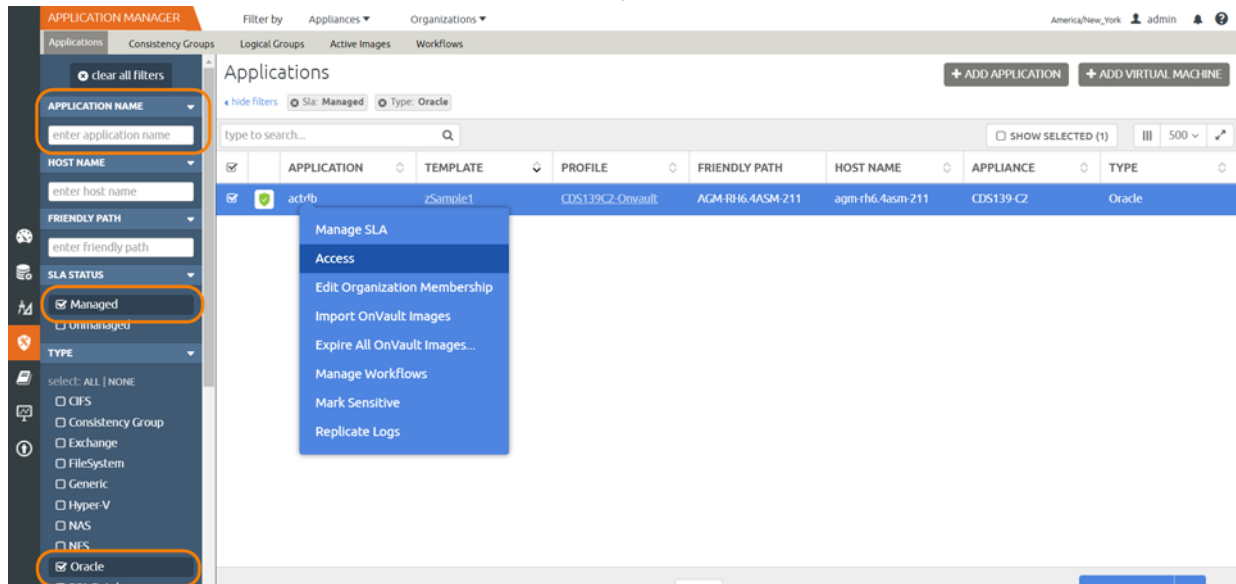 APPLICATION MANAGER
Filter by Appliances Organizations
America/New_York admin
Applications Consistency Groups Logical Groups Active Images Workflows
clear all filters
APPLICATION NAME
enter application name
HOST NAME
enter host name
FRIENDLY PATH
enter friendly path
SLA STATUS
Managed
Unmanaged
TYPE
select: ALL | NONE
CIFS
Consistency Group
Exchange
FileSystem
Generic
Hyper-V
NAS
NFS
Oracle
Applications
+ ADD APPLICATION + ADD VIRTUAL MACHINE
hide filters Sla: Managed Type: Oracle
type to search... SHOW SELECTED (1) 500
APPLICATION TEMPLATE PROFILE FRIENDLY PATH HOST NAME APPLIANCE TYPE
actdb zSample1 CDS139C2-Onvault AGM-RH6.4ASM-211 agm-rh6.4asm-211 CDS139-C2 Oracle
Manage SLA
Access
Edit Organization Membership
Import OnVault Images
Expire All OnVault Images...
Manage Workflows
Mark Sensitive
Replicate Logs